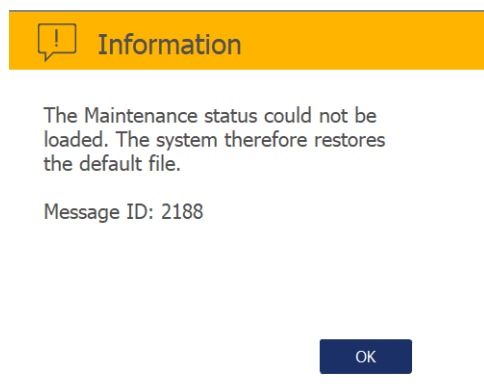 Information
The Maintenance status could not be
loaded. The system therefore restores
the default file.
Message ID: 2188
OK